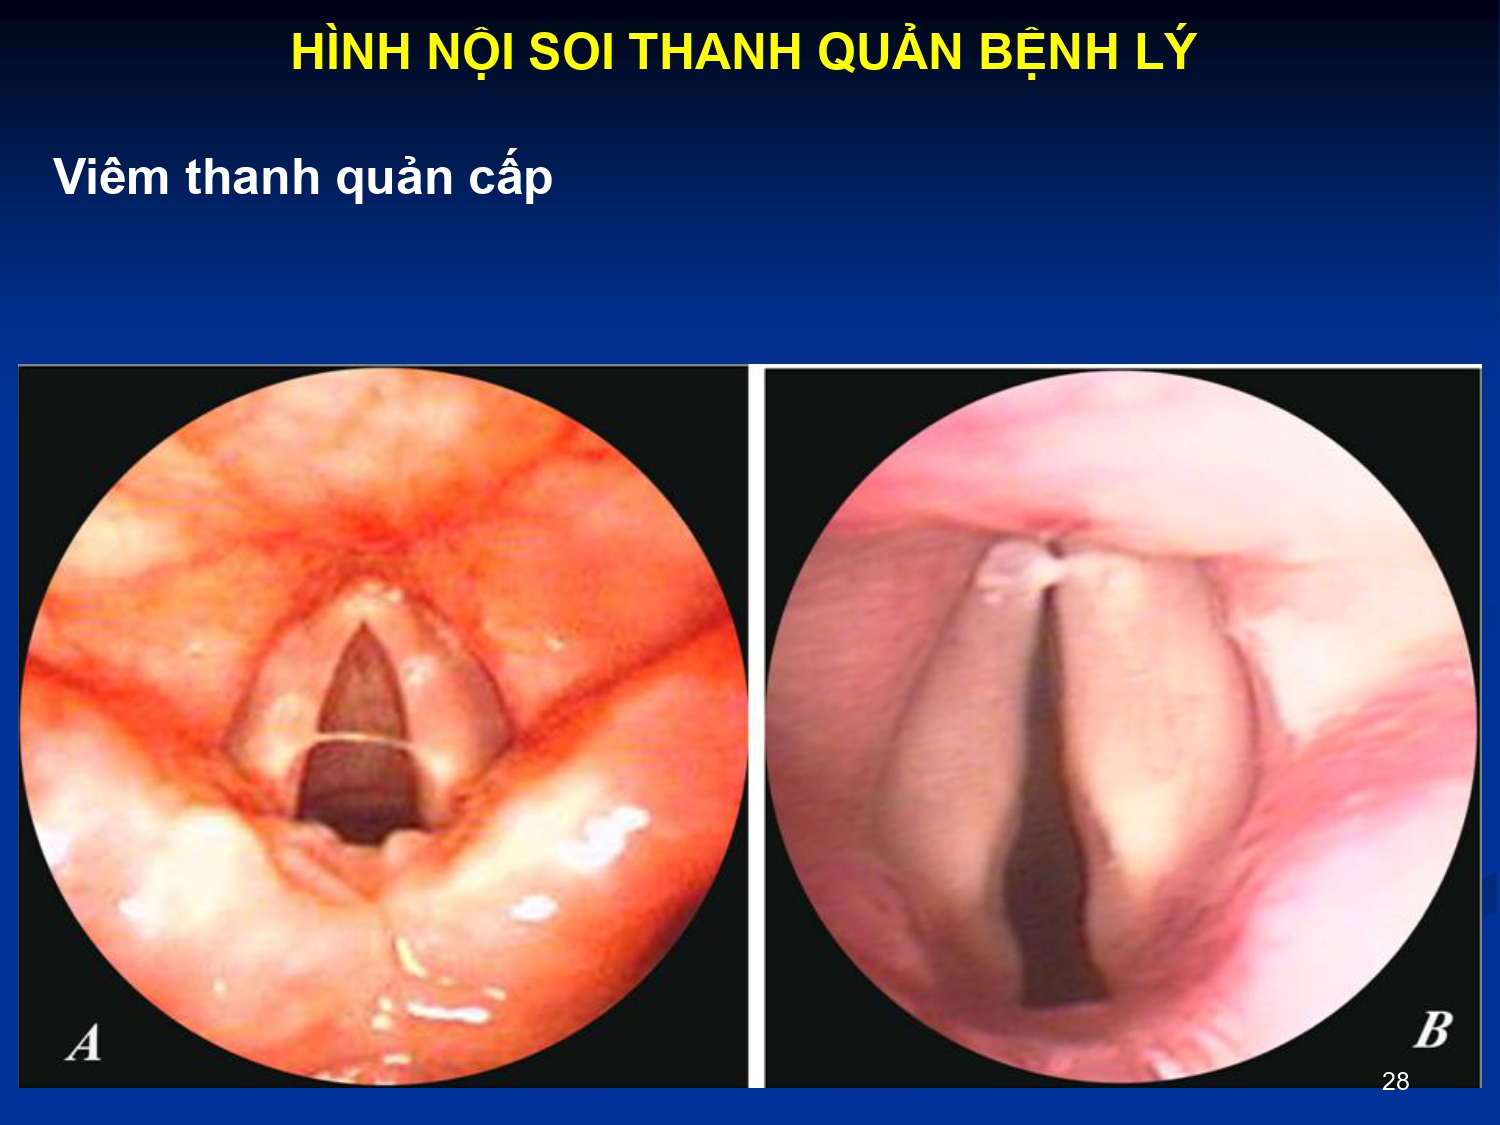 HÌNH NỘI SOI THANH QUẢN BỆNH LÝ
Viêm thanh quản cấp
A
B
28